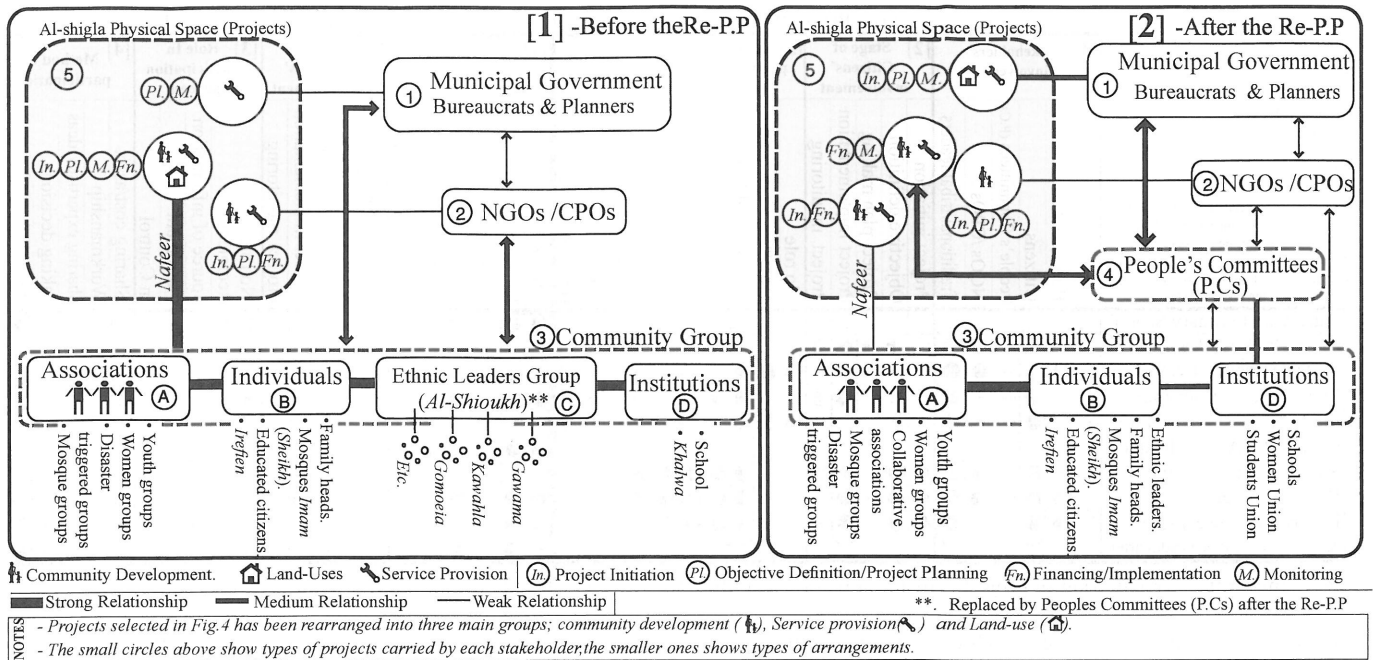 [1] -Before theRe-P.P
Al-shigla Physical Space (Projects)
5
Pl. M.
In. Pl. M. Fn.
In. Pl. Fn.
Nafeer
1 Municipal Government
Bureaucrats & Planners
2 NGOs /CPOs
3 Community Group
Associations
A
Individuals
B
Ethnic Leaders Group
(Al-Shioukh)** C
Institutions
D
• Youth groups
• Women groups
• Disaster
triggered groups
• Mosque groups
• Family heads.
• Mosques Imam
(Sheikh).
• Educated citizens.
Irefien
Etc.
Gomoeia
Kawahla
Gawama
• School
• Khalwa
[2] -After the Re-P.P
Al-shigla Physical Space (Projects)
5
In. Pl. M.
Fn. M.
In. Fn.
In. Pl. Fn.
Nafeer
1 Municipal Government
Bureaucrats & Planners
2 NGOs /CPOs
4 People's Committees
(P.Cs)
3 Community Group
Associations
A
Individuals
B
Institutions
D
• Youth groups
• Women groups
• Collaborative
associations
• Mosque groups
• Disaster
triggered groups
• Ethnic leaders.
• Family heads.
• Mosques Imam
(Sheikh).
• Educated citizens.
• Irefien
• Schools
• Women Union
• Students Union
Community Development. Land-Uses Service Provision In. Project Initiation Pl. Objective Definition/Project Planning Fn. Financing/Implementation M. Monitoring
Strong Relationship Medium Relationship Weak Relationship **. Replaced by Peoples Committees (P.Cs) after the Re-P.P
NOTES
- Projects selected in Fig.4 has been rearranged into three main groups; community development ( ), Service provision( ) and Land-use ( ).
- The small circles above show types of projects carried by each stakeholder,the smaller ones shows types of arrangements.